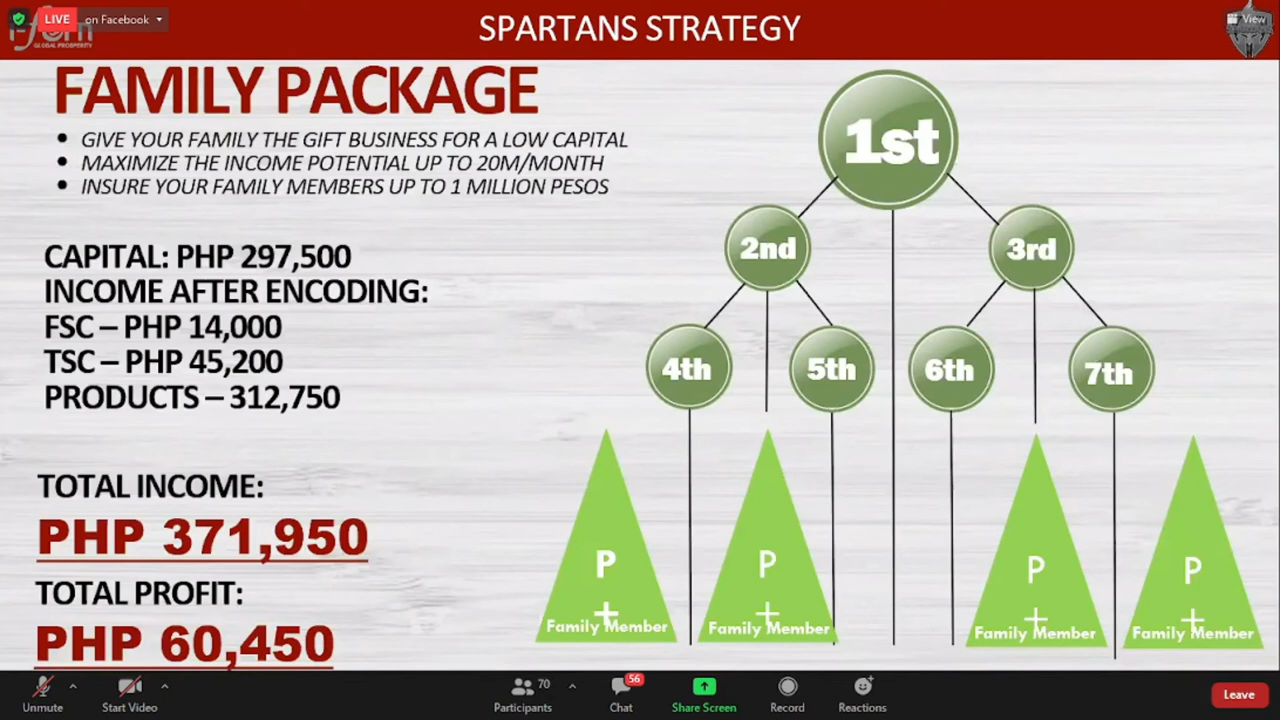 LIVE on Facebook
GLOBAL PROSPERITY
SPARTANS STRATEGY
View
FAMILY PACKAGE
• GIVE YOUR FAMILY THE GIFT BUSINESS FOR A LOW CAPITAL
• MAXIMIZE THE INCOME POTENTIAL UP TO 20M/MONTH
• INSURE YOUR FAMILY MEMBERS UP TO 1 MILLION PESOS
CAPITAL: PHP 297,500
INCOME AFTER ENCODING:
FSC – PHP 14,000
TSC – PHP 45,200
PRODUCTS – 312,750
TOTAL INCOME:
PHP 371,950
TOTAL PROFIT:
PHP 60,450
1st
2nd
3rd
4th
5th
6th
7th
P
+
Family Member
P
+
Family Member
P
+
Family Member
P
+
Family Member
Unmute
Start Video
70
Participants
56
Chat
Share Screen
Record
Reactions
Leave